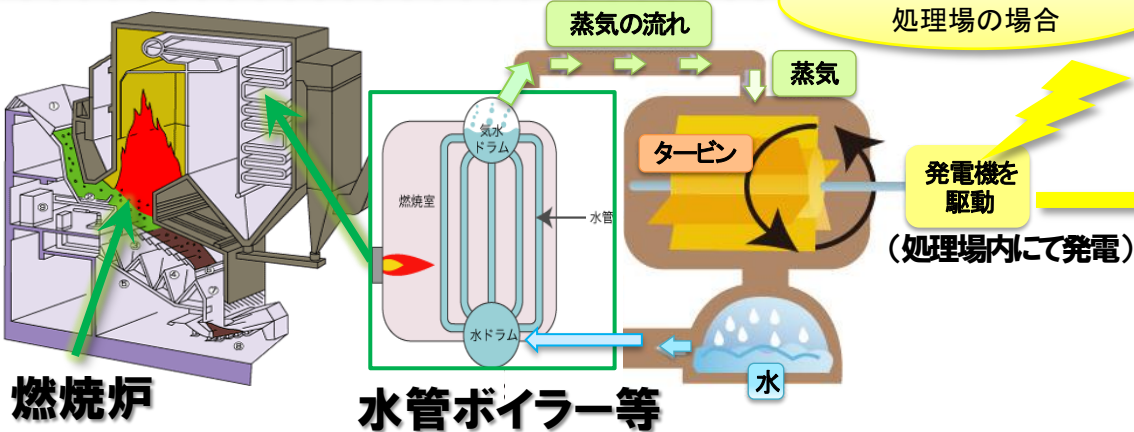 処理場の場合
蒸気の流れ
蒸気
気水
ドラム
タービン
発電機を
駆動
燃焼室
水管
(処理場内にて発電)
水ドラム
水
燃焼炉
水管ボイラー等
①
⑧